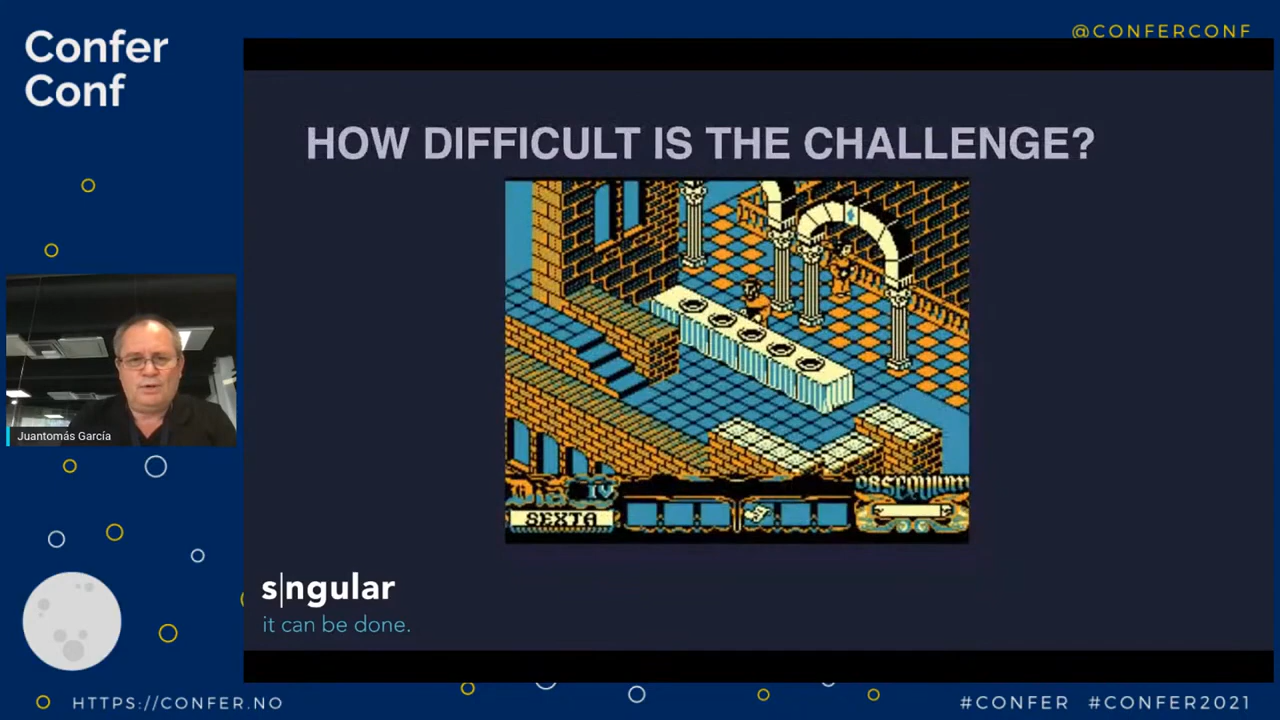 Confer
Conf
@CONFERCONF
HOW DIFFICULT IS THE CHALLENGE?
IV
SEXTA
OBSEQUIUM
Juantomás García
s|ngular
it can be done.
HTTPS://CONFER.NO
#CONFER #CONFER2021